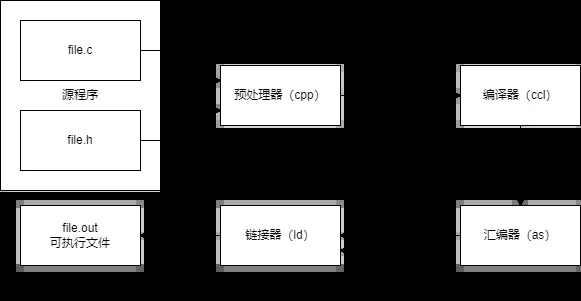 file.c
源程序
file.h
预处理器（cpp）
编译器（ccl）
file.out
可执行文件
链接器（ld）
汇编器（as）